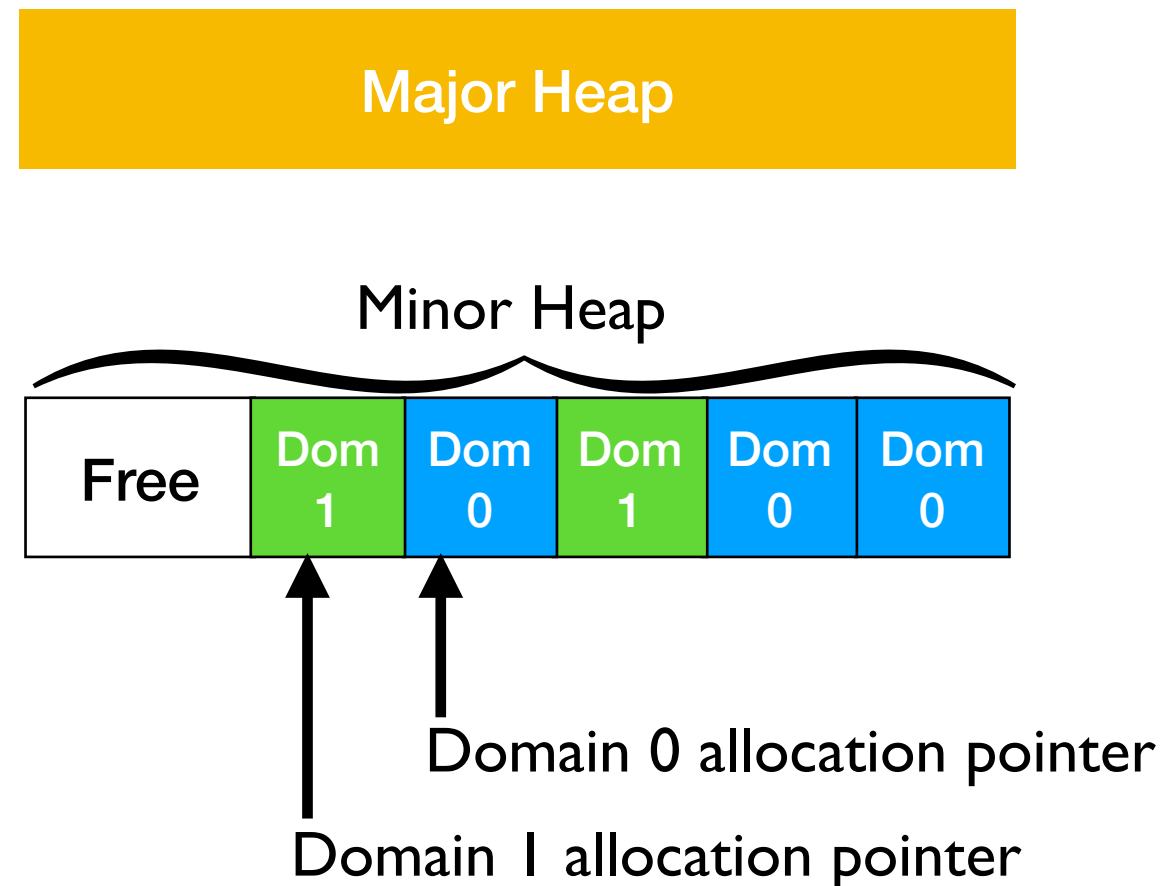 Major Heap
Minor Heap
Free
Dom
1
Dom
0
Dom
1
Dom
0
Dom
0
Domain 0 allocation pointer
Domain 1 allocation pointer